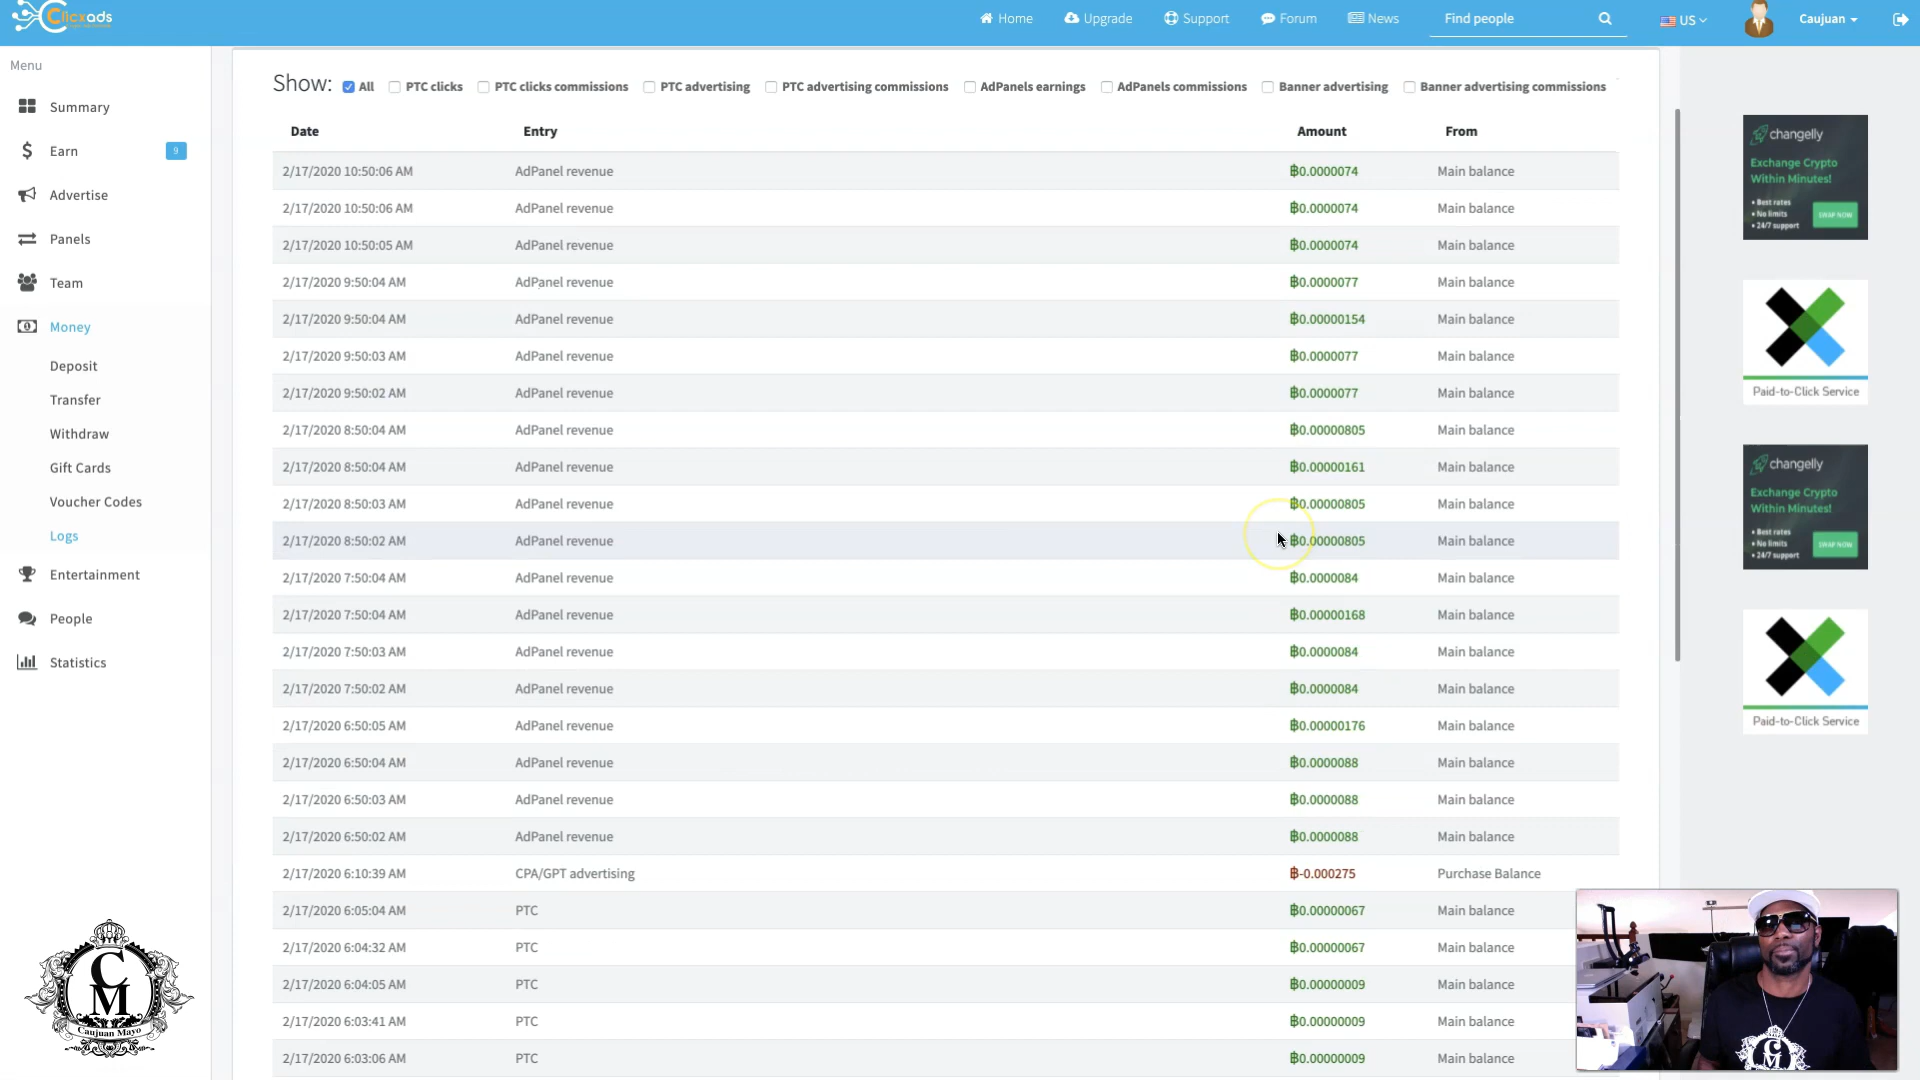 Clicxads
Home Upgrade Support Forum News Find people US Caujuan
Menu
Summary
Earn 9
Advertise
Panels
Team
Money
Deposit
Transfer
Withdraw
Gift Cards
Voucher Codes
Logs
Entertainment
People
Statistics
Show: All PTC clicks PTC clicks commissions PTC advertising PTC advertising commissions AdPanels earnings AdPanels commissions Banner advertising Banner advertising commissions
Date Entry Amount From
2/17/2020 10:50:06 AM AdPanel revenue ฿0.0000074 Main balance
2/17/2020 10:50:06 AM AdPanel revenue ฿0.0000074 Main balance
2/17/2020 10:50:05 AM AdPanel revenue ฿0.0000074 Main balance
2/17/2020 9:50:04 AM AdPanel revenue ฿0.0000077 Main balance
2/17/2020 9:50:04 AM AdPanel revenue ฿0.00000154 Main balance
2/17/2020 9:50:03 AM AdPanel revenue ฿0.0000077 Main balance
2/17/2020 9:50:02 AM AdPanel revenue ฿0.0000077 Main balance
2/17/2020 8:50:04 AM AdPanel revenue ฿0.00000805 Main balance
2/17/2020 8:50:04 AM AdPanel revenue ฿0.00000161 Main balance
2/17/2020 8:50:03 AM AdPanel revenue ฿0.00000805 Main balance
2/17/2020 8:50:02 AM AdPanel revenue ฿0.00000805 Main balance
2/17/2020 7:50:04 AM AdPanel revenue ฿0.0000084 Main balance
2/17/2020 7:50:04 AM AdPanel revenue ฿0.00000168 Main balance
2/17/2020 7:50:03 AM AdPanel revenue ฿0.0000084 Main balance
2/17/2020 7:50:02 AM AdPanel revenue ฿0.0000084 Main balance
2/17/2020 6:50:05 AM AdPanel revenue ฿0.00000176 Main balance
2/17/2020 6:50:04 AM AdPanel revenue ฿0.0000088 Main balance
2/17/2020 6:50:03 AM AdPanel revenue ฿0.0000088 Main balance
2/17/2020 6:50:02 AM AdPanel revenue ฿0.0000088 Main balance
2/17/2020 6:10:39 AM CPA/GPT advertising ฿-0.000275 Purchase Balance
2/17/2020 6:05:04 AM PTC ฿0.00000067 Main balance
2/17/2020 6:04:32 AM PTC ฿0.00000067 Main balance
2/17/2020 6:04:05 AM PTC ฿0.00000009 Main balance
2/17/2020 6:03:41 AM PTC ฿0.00000009 Main balance
2/17/2020 6:03:06 AM PTC ฿0.00000009 Main balance
changelly
Exchange Crypto
Within Minutes!
• Best rates
• No limits
• 24/7 support
SWAP NOW
Paid-to-Click Service
changelly
Exchange Crypto
Within Minutes!
• Best rates
• No limits
• 24/7 support
SWAP NOW
Paid-to-Click Service
C
M
Caujuan Mayo
C
M